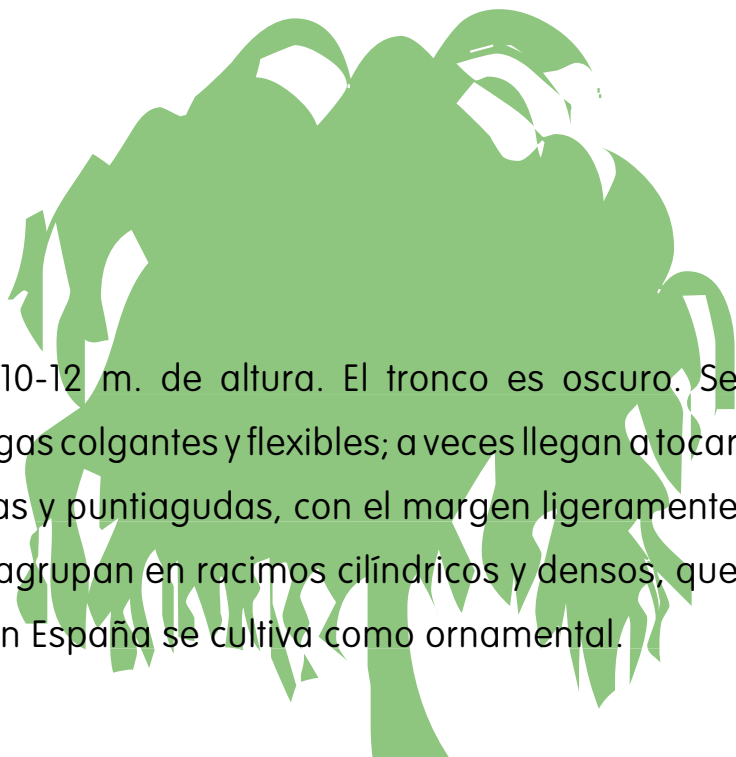 10-12 m. de altura. El tronco es oscuro. Se
gas colgantes y flexibles; a veces llegan a tocar
as y puntiagudas, con el margen ligeramente
agrupan en racimos cilíndricos y densos, que
n España se cultiva como ornamental.